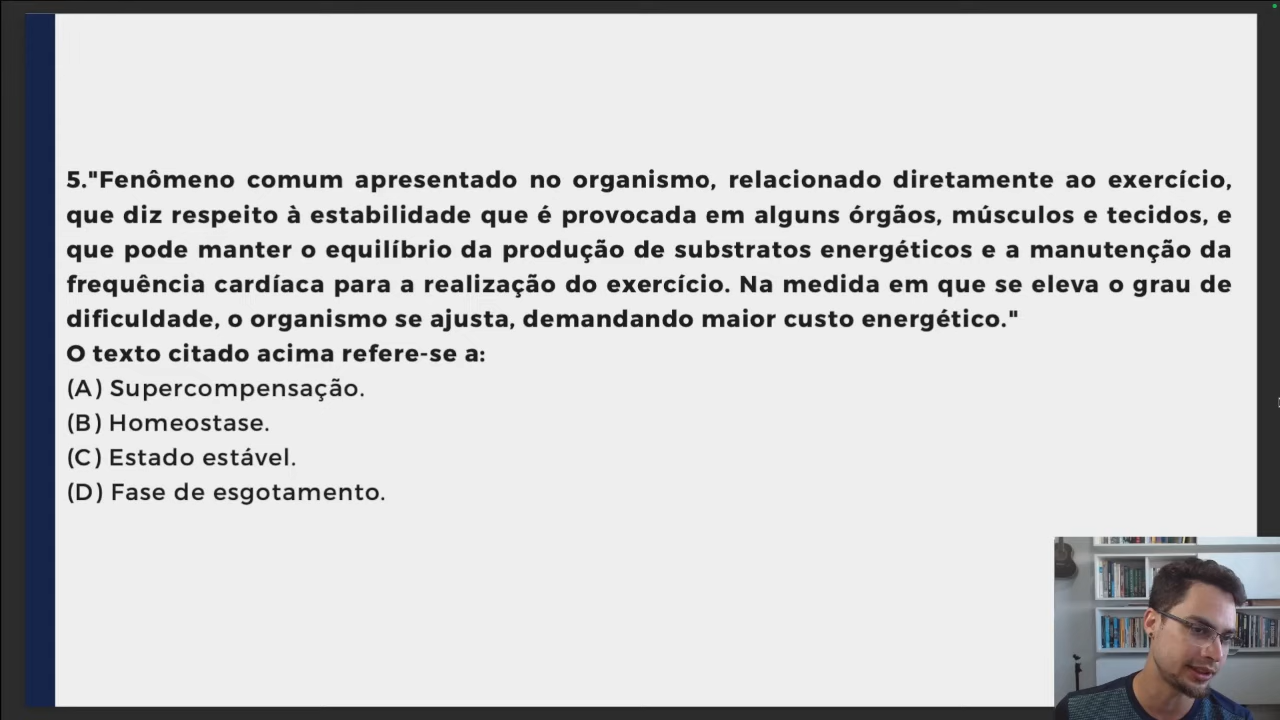 5."Fenômeno comum apresentado no organismo, relacionado diretamente ao exercício,
que diz respeito à estabilidade que é provocada em alguns órgãos, músculos e tecidos, e
que pode manter o equilíbrio da produção de substratos energéticos e a manutenção da
frequência cardíaca para a realização do exercício. Na medida em que se eleva o grau de
dificuldade, o organismo se ajusta, demandando maior custo energético."
O texto citado acima refere-se a:
(A) Supercompensação.
(B) Homeostase.
(C) Estado estável.
(D) Fase de esgotamento.